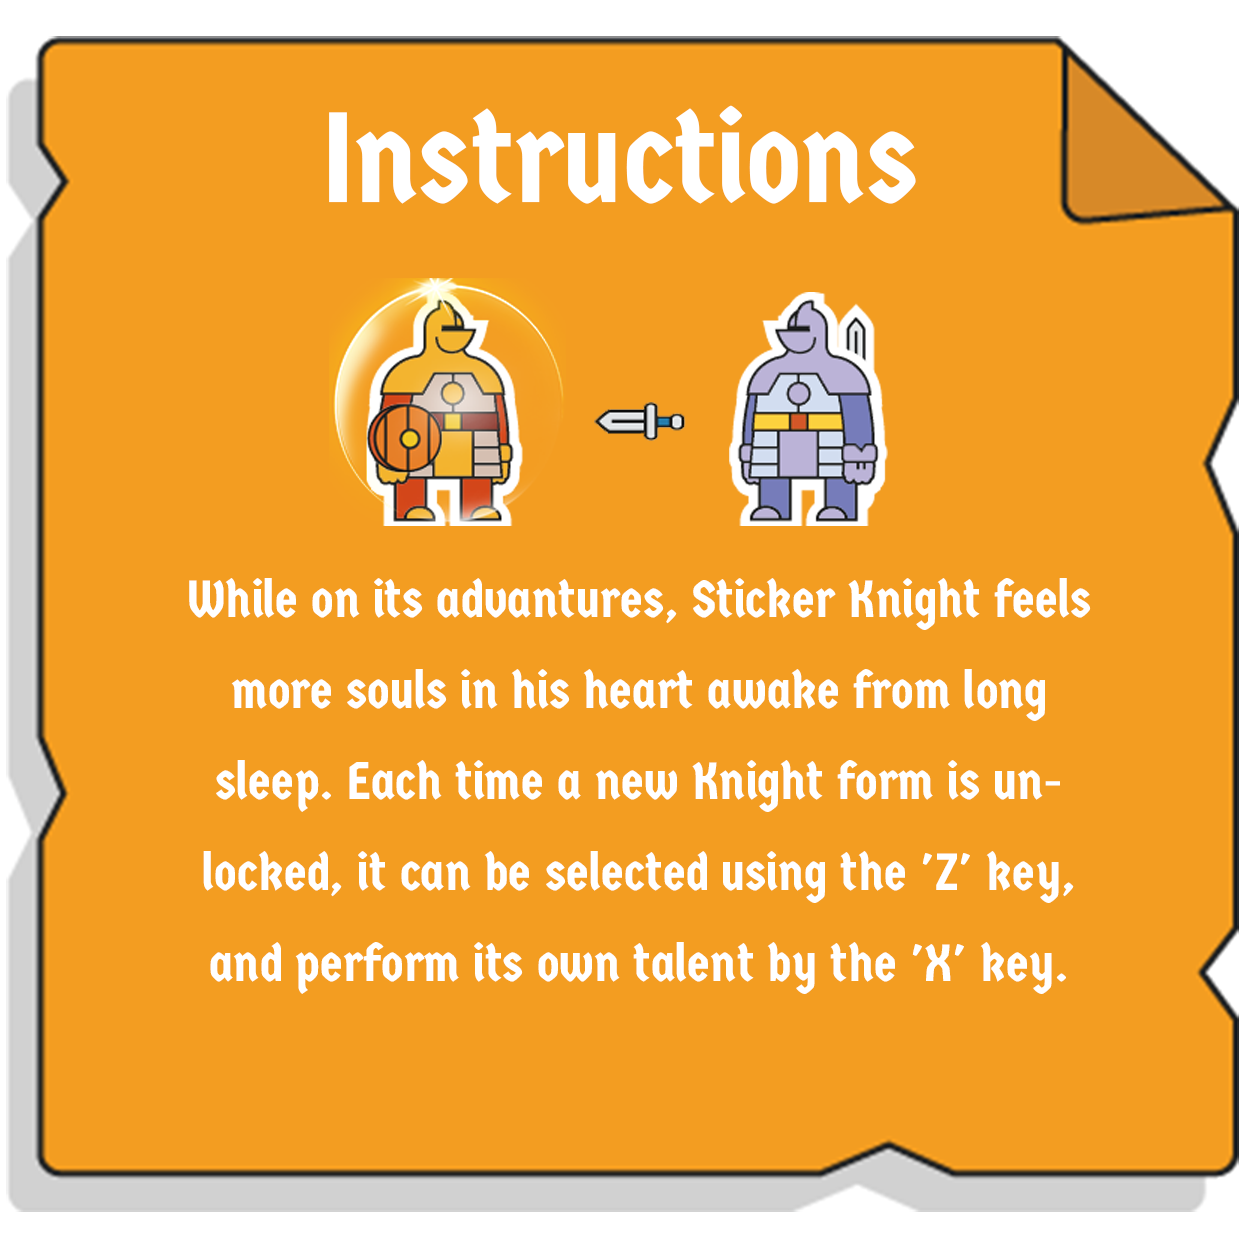 Instructions
While on its advantures, Sticker Knight feels
more souls in his heart awake from long
sleep. Each time a new Knight form is un-
locked, it can be selected using the 'Z' key,
and perform its own talent by the 'X' key.